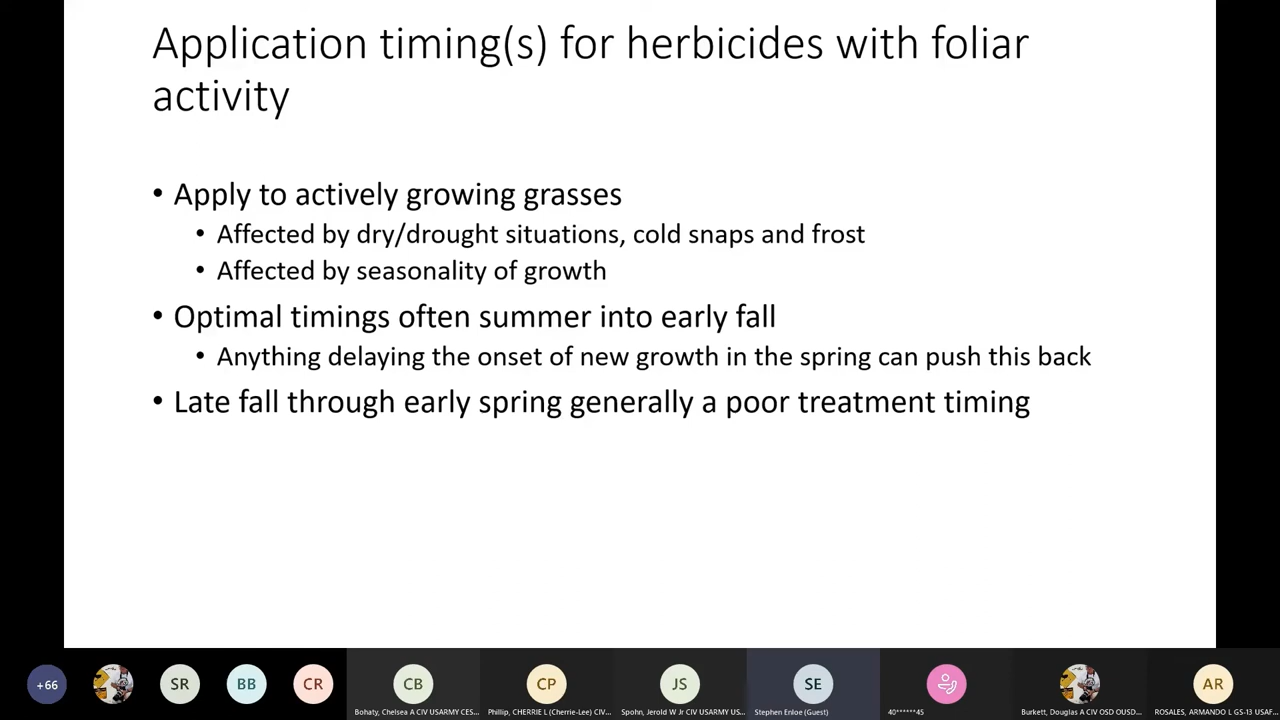 Application timing(s) for herbicides with foliar
activity
• Apply to actively growing grasses
• Affected by dry/drought situations, cold snaps and frost
• Affected by seasonality of growth
• Optimal timings often summer into early fall
• Anything delaying the onset of new growth in the spring can push this back
• Late fall through early spring generally a poor treatment timing
+66 SR BB CR CB CP JS SE AR
Bohaty, Chelsea A CIV USARMY CES... Phillip, CHERRIE L (Cherrie-Lee) CIV... Spohn, Jerold W Jr CIV USARMY US... Stephen Enloe (Guest) 40******45 Burkett, Douglas A CIV OSD OUSD... ROSALES, ARMANDO L GS-13 USAF...